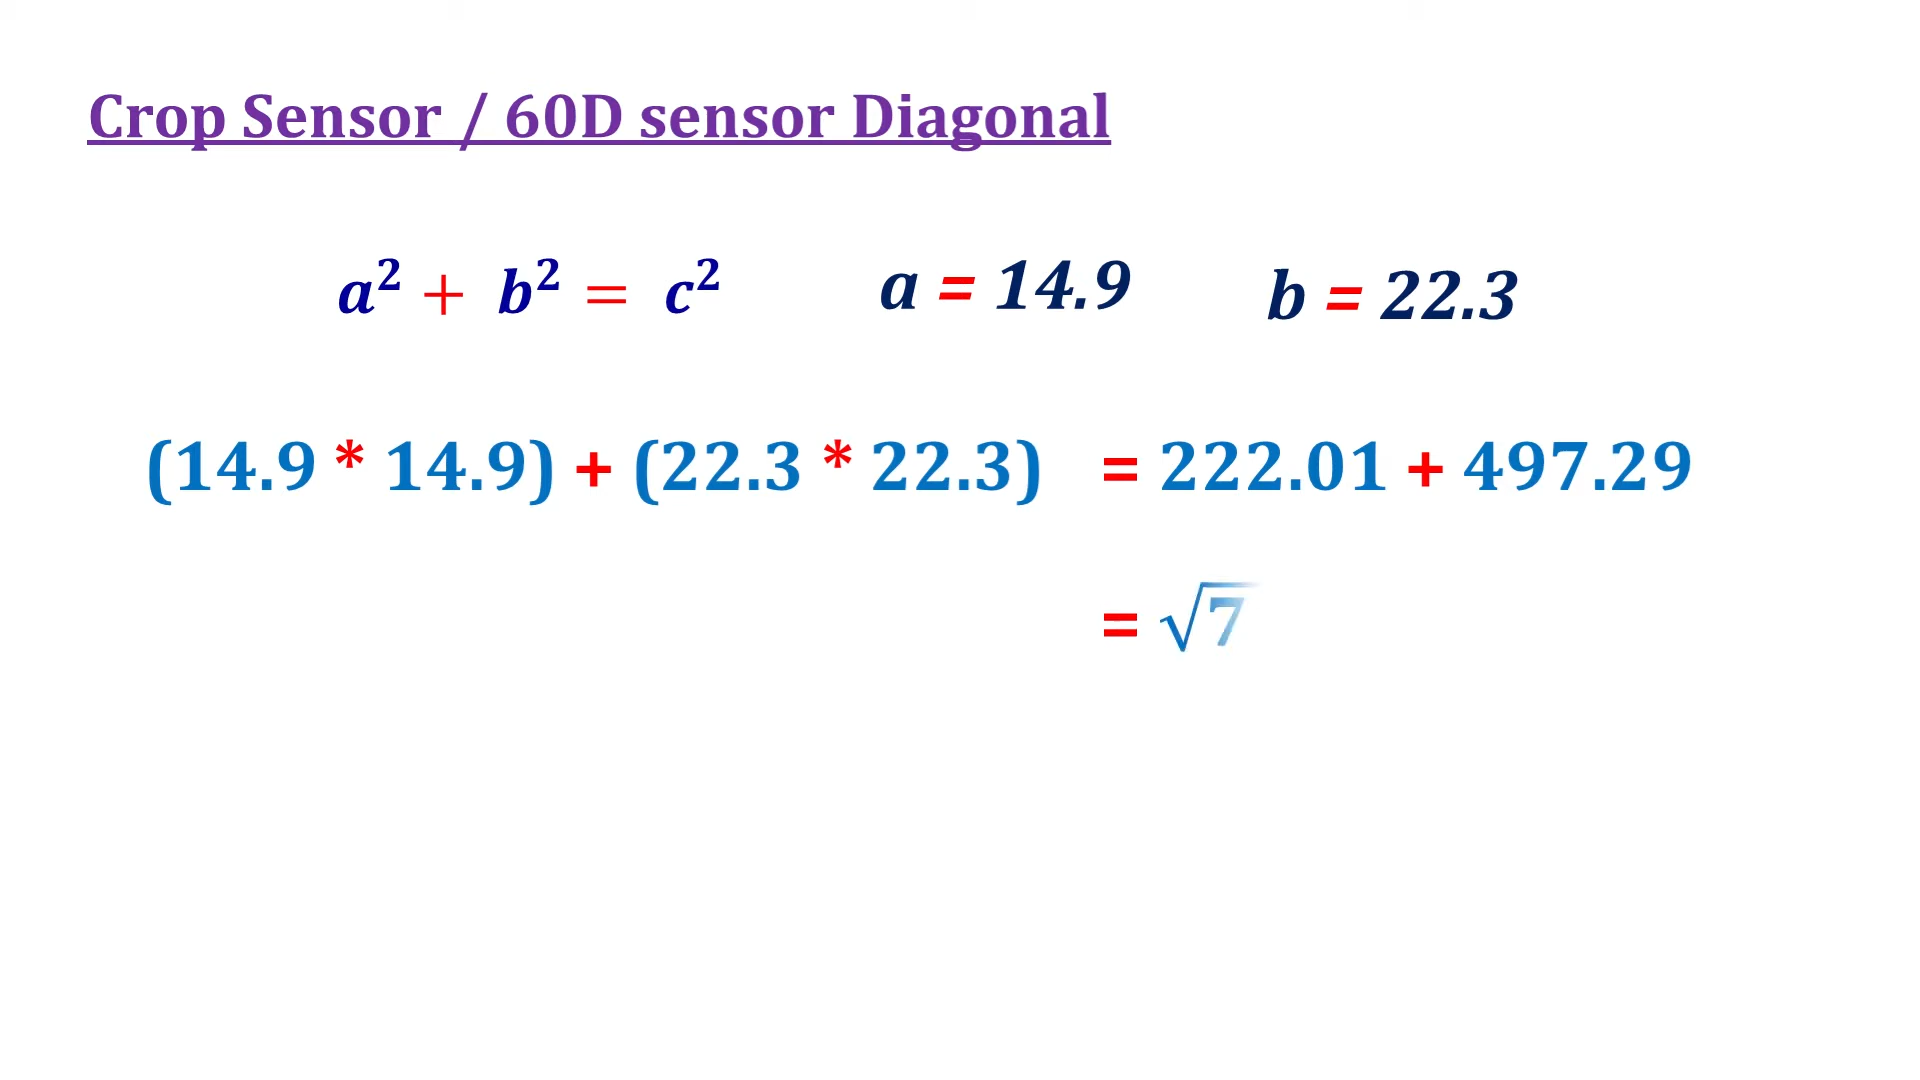 Crop Sensor / 60D sensor Diagonal
a² + b² = c² a = 14.9 b = 22.3
(14.9 * 14.9) + (22.3 * 22.3) = 222.01 + 497.29
= √7